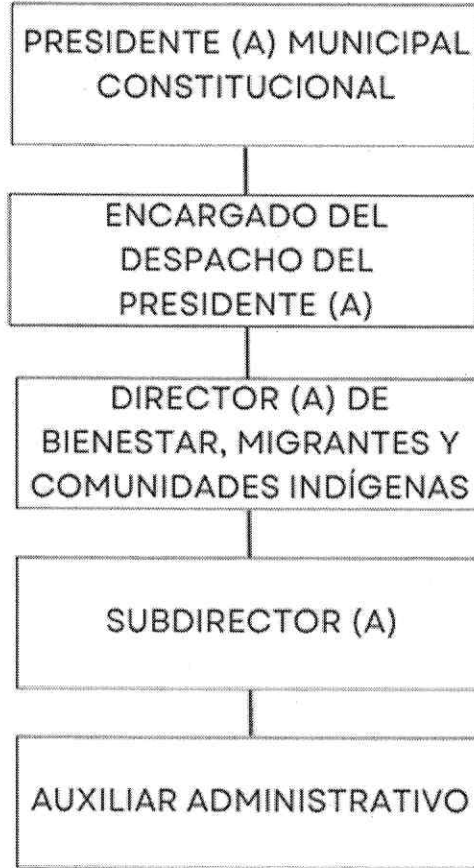 PRESIDENTE (A) MUNICIPAL
CONSTITUCIONAL
ENCARGADO DEL
DESPACHO DEL
PRESIDENTE (A)
DIRECTOR (A) DE
BIENESTAR, MIGRANTES Y
COMUNIDADES INDÍGENAS
SUBDIRECTOR (A)
AUXILIAR ADMINISTRATIVO